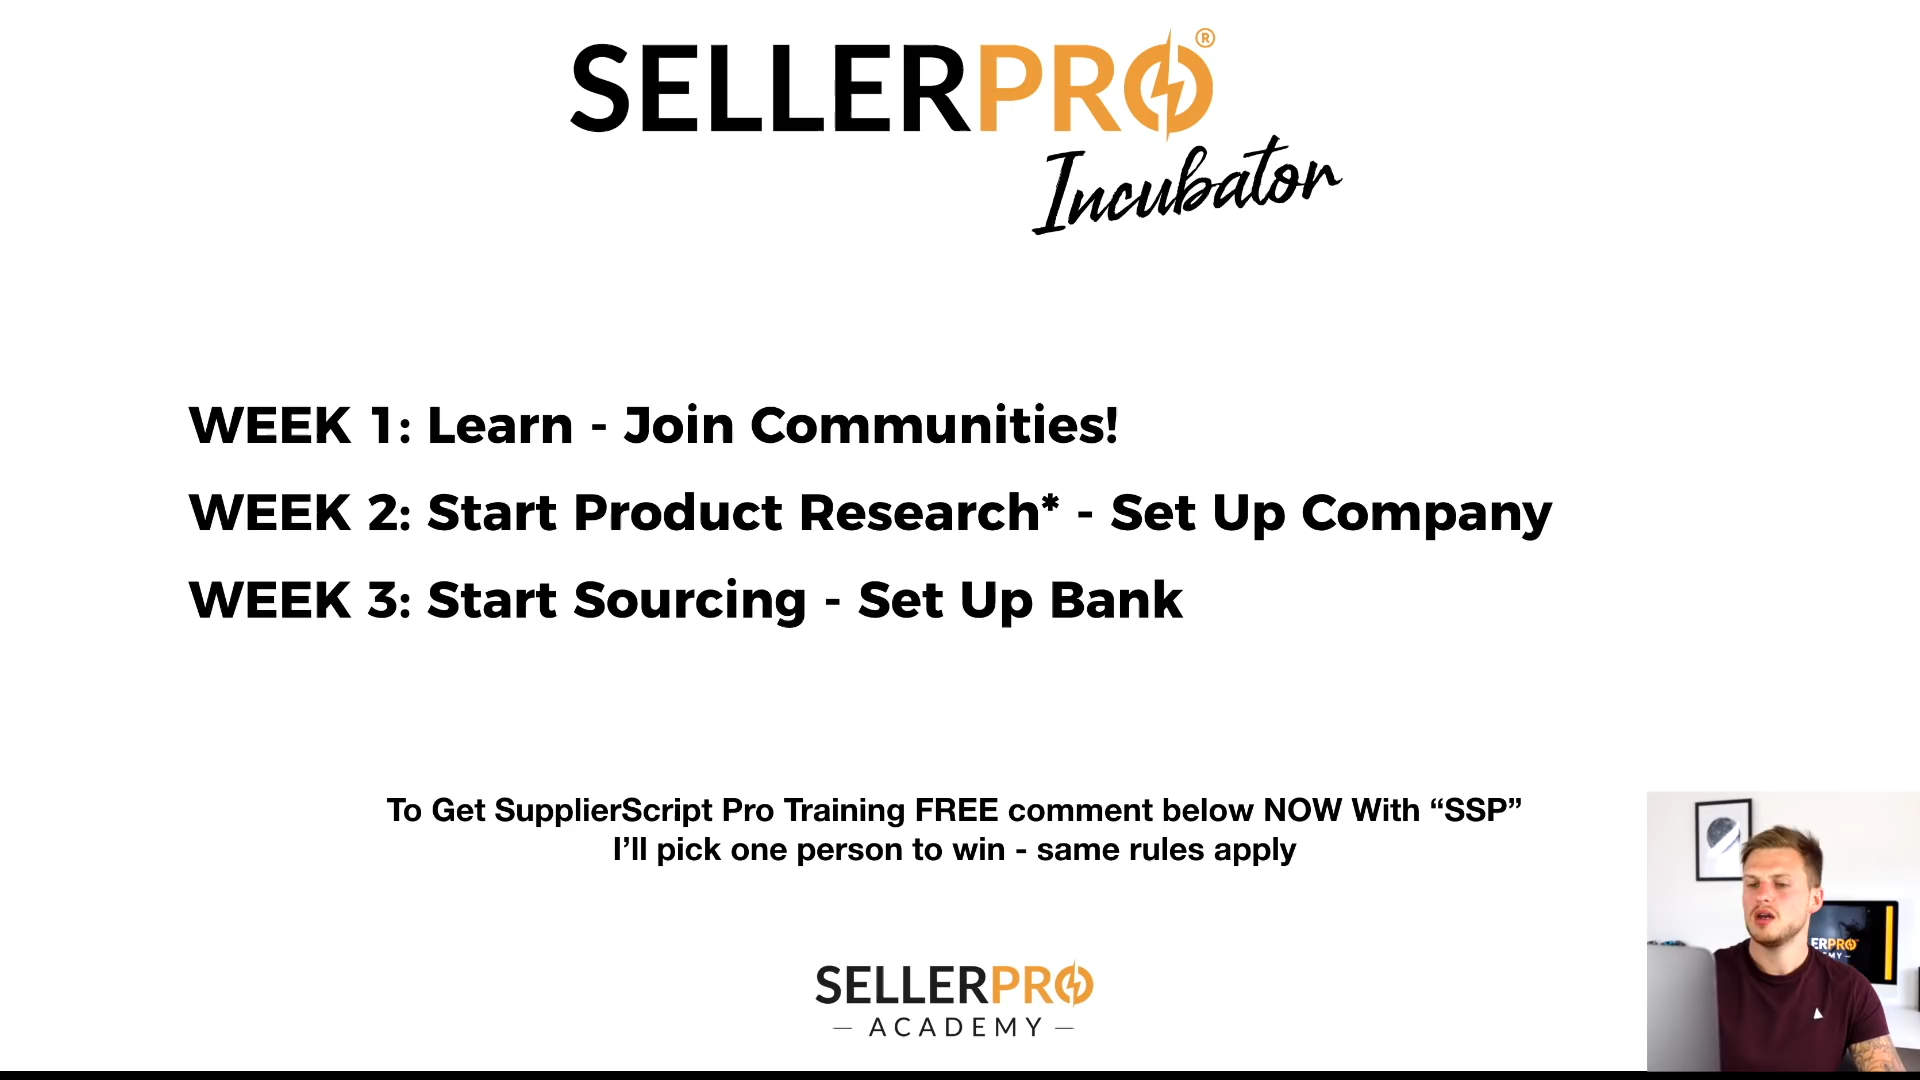 SELLERPRO®
Incubator
WEEK 1: Learn - Join Communities!
WEEK 2: Start Product Research* - Set Up Company
WEEK 3: Start Sourcing - Set Up Bank
To Get SupplierScript Pro Training FREE comment below NOW With “SSP”
I’ll pick one person to win - same rules apply
ERPRO
MY –
SELLERPRO
— ACADEMY —